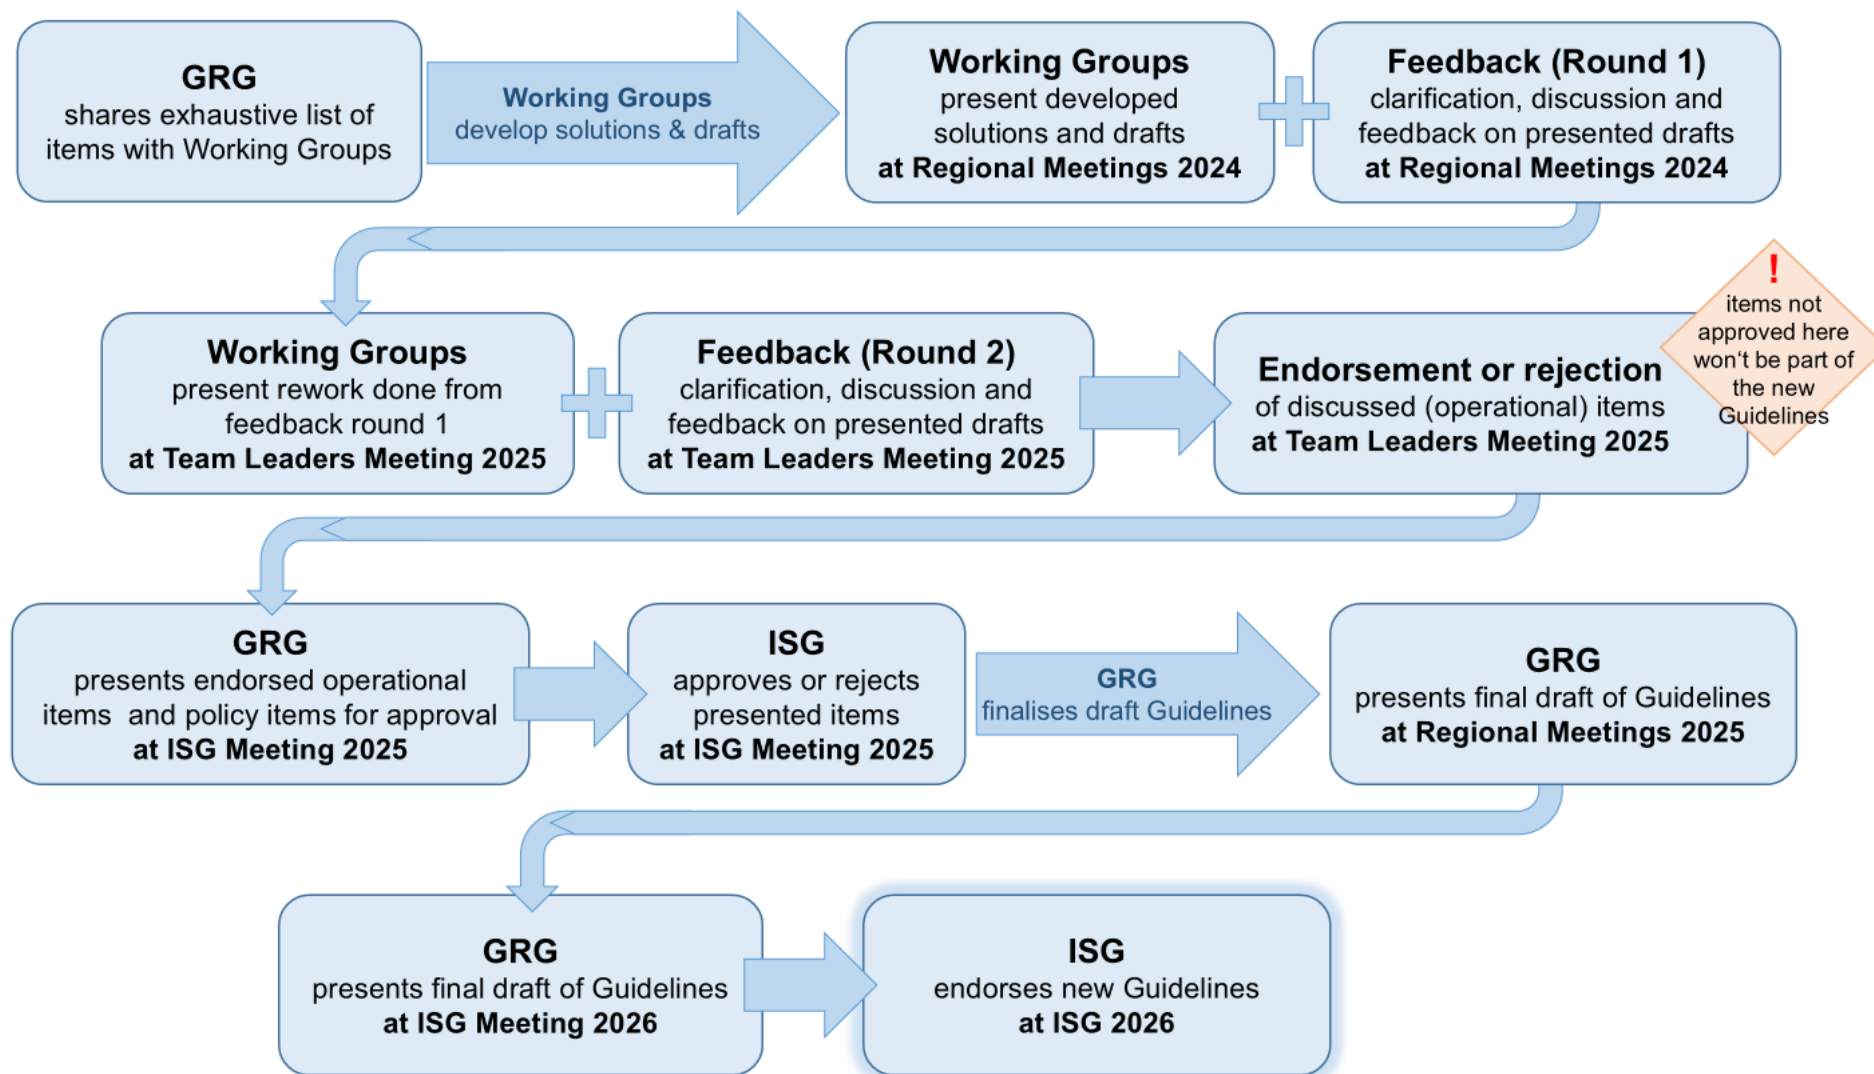 GRG
shares exhaustive list of
items with Working Groups
Working Groups
develop solutions & drafts
Working Groups
present developed
solutions and drafts
at Regional Meetings 2024
Feedback (Round 1)
clarification, discussion and
feedback on presented drafts
at Regional Meetings 2024
Working Groups
present rework done from
feedback round 1
at Team Leaders Meeting 2025
Feedback (Round 2)
clarification, discussion and
feedback on presented drafts
at Team Leaders Meeting 2025
Endorsement or rejection
of discussed (operational) items
at Team Leaders Meeting 2025
!
items not
approved here
won‘t be part of
the new
Guidelines
GRG
presents endorsed operational
items  and policy items for approval
at ISG Meeting 2025
ISG
approves or rejects
presented items
at ISG Meeting 2025
GRG
finalises draft Guidelines
GRG
presents final draft of Guidelines
at Regional Meetings 2025
GRG
presents final draft of Guidelines
at ISG Meeting 2026
ISG
endorses new Guidelines
at ISG 2026